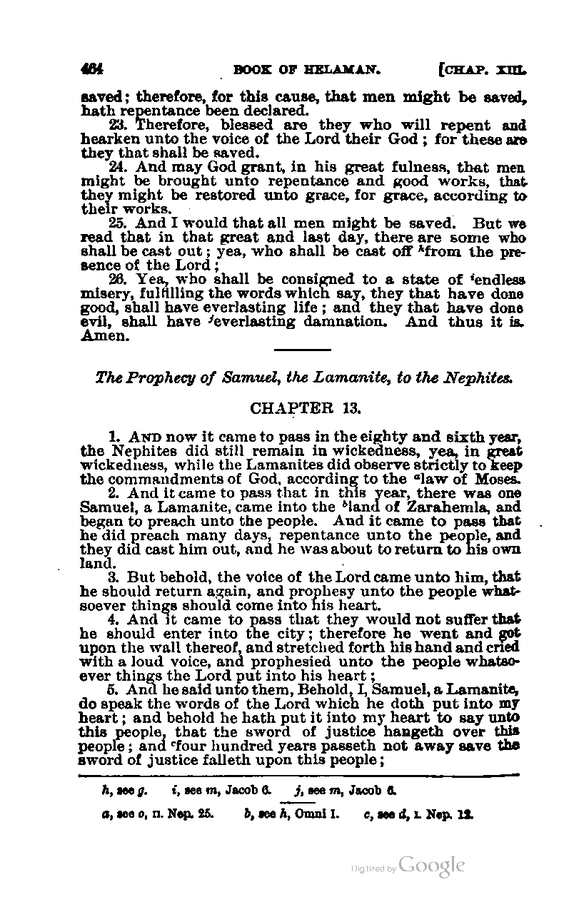 464 BOOK OF HELAMAN. [CHAP. XIII.
saved; therefore, for this cause, that men might be saved,
hath repentance been declared.
23. Therefore, blessed are they who will repent and
hearken unto the voice of the Lord their God; for these are
they that shall be saved.
24. And may God grant, in his great fulness, that men
might be brought unto repentance and good works, that
they might be restored unto grace, for grace, according to
their works.
25. And I would that all men might be saved. But we
read that in that great and last day, there are some who
shall be cast out; yea, who shall be cast off ʰfrom the pre-
sence of the Lord;
26. Yea, who shall be consigned to a state of ⁱendless
misery, fulfilling the words which say, they that have done
good, shall have everlasting life; and they that have done
evil, shall have ʲeverlasting damnation. And thus it is.
Amen.
The Prophecy of Samuel, the Lamanite, to the Nephites.
CHAPTER 13.
1. AND now it came to pass in the eighty and sixth year,
the Nephites did still remain in wickedness, yea, in great
wickedness, while the Lamanites did observe strictly to keep
the commandments of God, according to the ᵃlaw of Moses.
2. And it came to pass that in this year, there was one
Samuel, a Lamanite, came into the ᵇland of Zarahemla, and
began to preach unto the people. And it came to pass that
he did preach many days, repentance unto the people, and
they did cast him out, and he was about to return to his own
land.
3. But behold, the voice of the Lord came unto him, that
he should return again, and prophesy unto the people what-
soever things should come into his heart.
4. And it came to pass that they would not suffer that
he should enter into the city; therefore he went and got
upon the wall thereof, and stretched forth his hand and cried
with a loud voice, and prophesied unto the people whatso-
ever things the Lord put into his heart;
5. And he said unto them, Behold, I, Samuel, a Lamanite,
do speak the words of the Lord which he doth put into my
heart; and behold he hath put it into my heart to say unto
this people, that the sword of justice hangeth over this
people; and ᶜfour hundred years passeth not away save the
sword of justice falleth upon this people;
h, see g. i, see m, Jacob 6. j, see m, Jacob 6.
a, see o, II. Nep. 25. b, see h, Omni I. c, see d, I. Nep. 12.
Digitized by Google